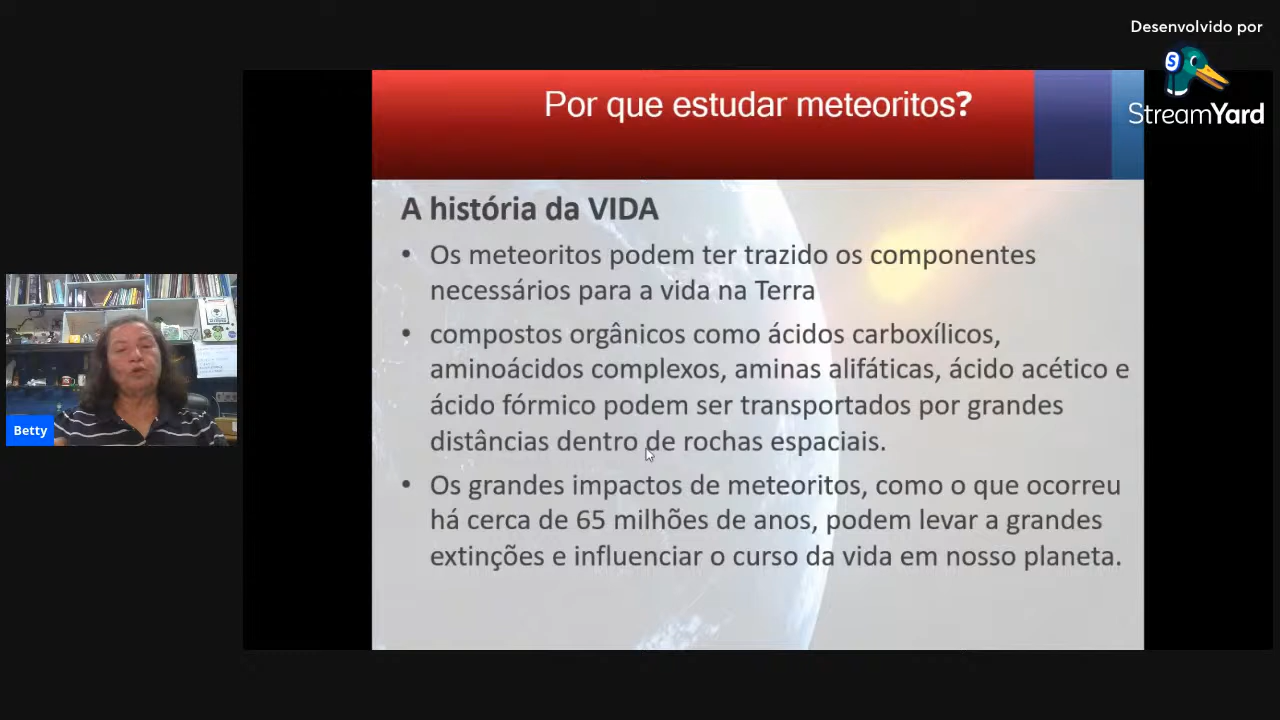 Desenvolvido por
StreamYard
Por que estudar meteoritos?
A história da VIDA
• Os meteoritos podem ter trazido os componentes
necessários para a vida na Terra
• compostos orgânicos como ácidos carboxílicos,
aminoácidos complexos, aminas alifáticas, ácido acético e
ácido fórmico podem ser transportados por grandes
distâncias dentro de rochas espaciais.
• Os grandes impactos de meteoritos, como o que ocorreu
há cerca de 65 milhões de anos, podem levar a grandes
extinções e influenciar o curso da vida em nosso planeta.
Betty